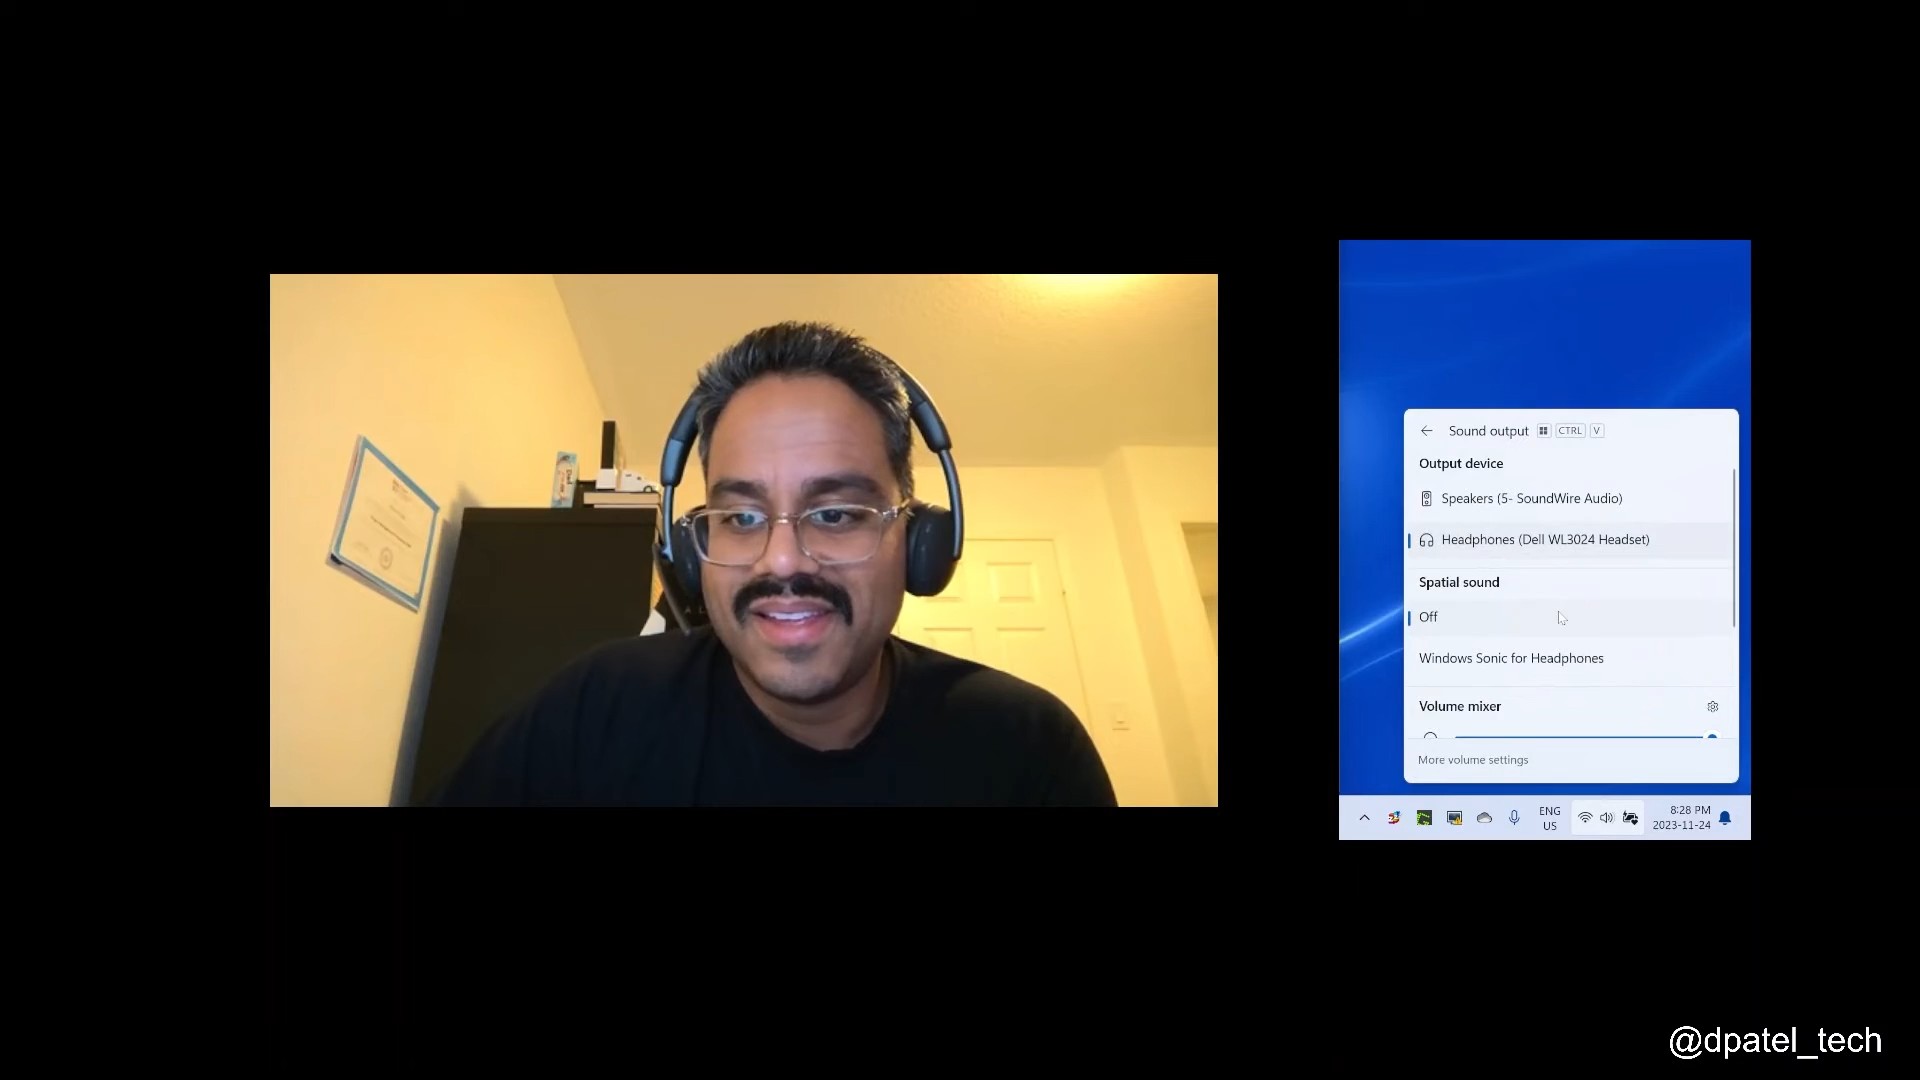 Sound output CTRL V
Output device
Speakers (5- SoundWire Audio)
Headphones (Dell WL3024 Headset)
Spatial sound
Off
Windows Sonic for Headphones
Volume mixer
More volume settings
ENG
US
8:28 PM
2023-11-24
@dpatel_tech